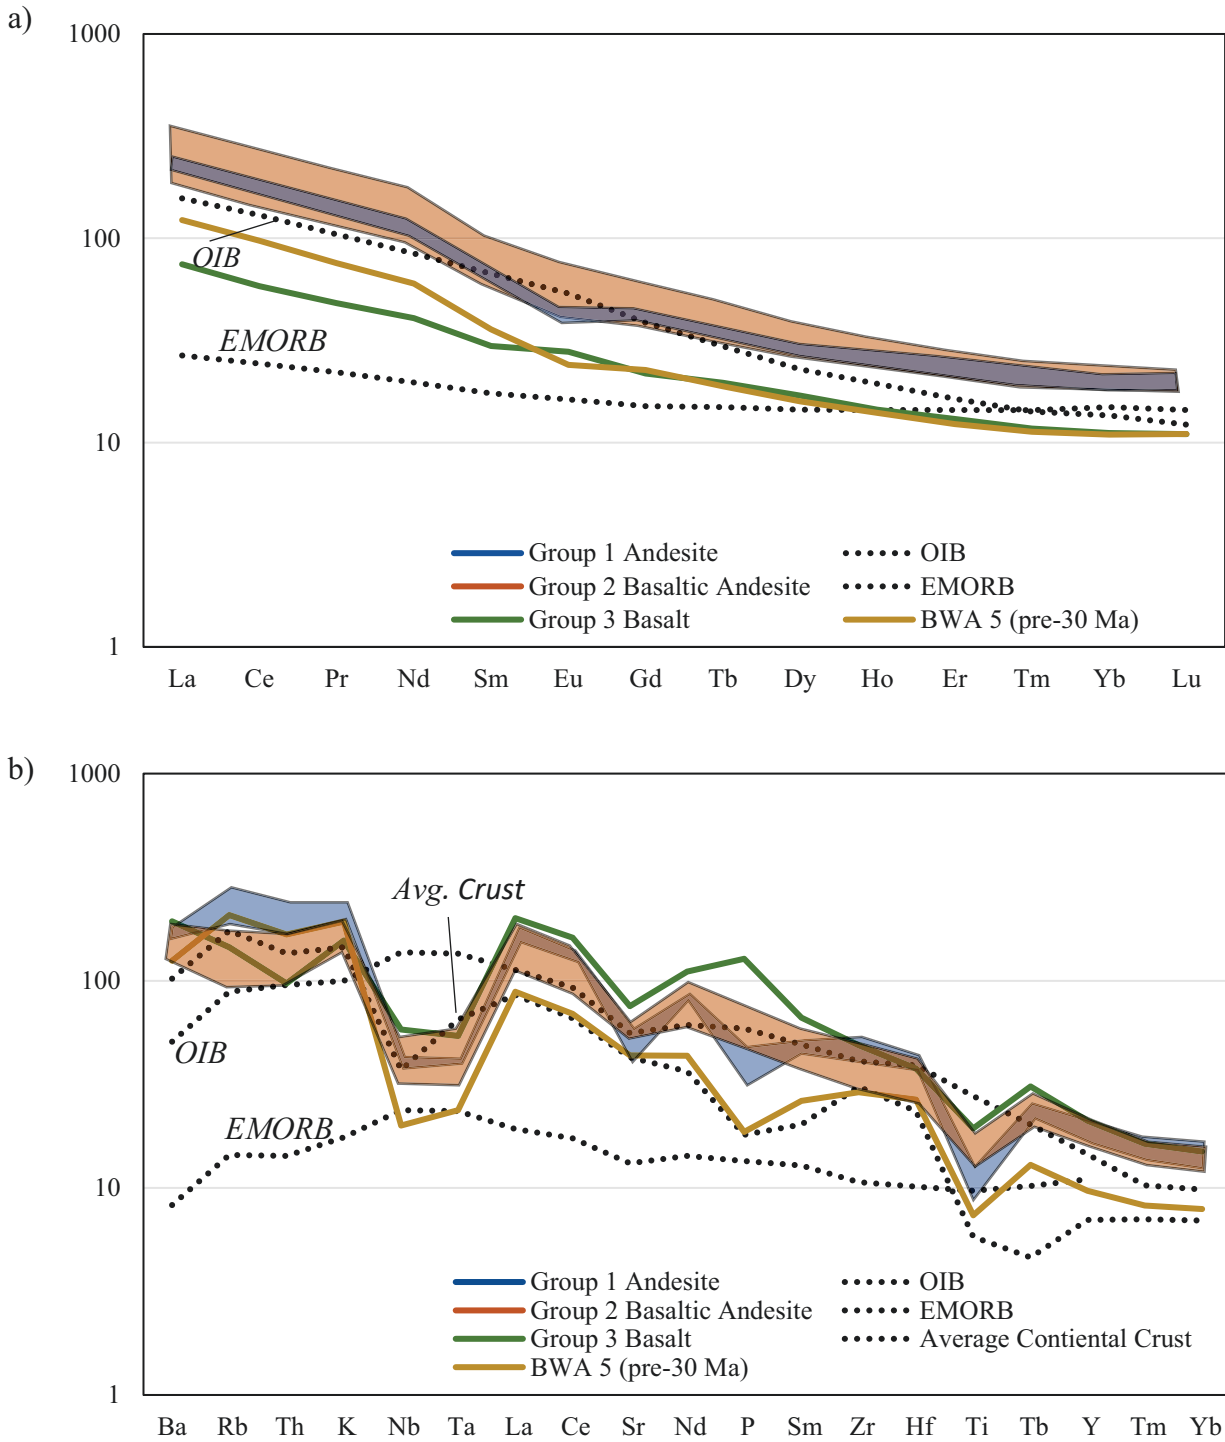 a)
1000
100
10
1
OIB
EMORB
Group 1 Andesite
OIB
Group 2 Basaltic Andesite
EMORB
Group 3 Basalt
BWA 5 (pre-30 Ma)
La Ce Pr Nd Sm Eu Gd Tb Dy Ho Er Tm Yb Lu
b)
1000
100
10
1
Avg. Crust
OIB
EMORB
Group 1 Andesite
OIB
Group 2 Basaltic Andesite
EMORB
Group 3 Basalt
Average Contiental Crust
BWA 5 (pre-30 Ma)
Ba Rb Th K Nb Ta La Ce Sr Nd P Sm Zr Hf Ti Tb Y Tm Yb